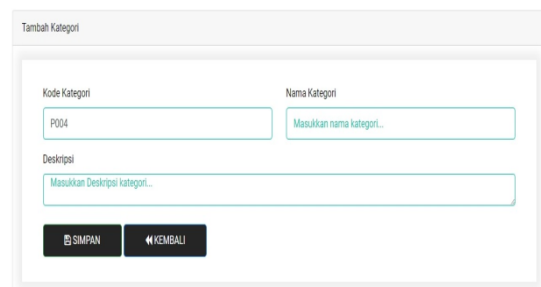 Tambah Kategori
Kode Kategori Nama Kategori
P004 Masukkan nama kategori...
Deskripsi
Masukkan Deskripsi kategori...
SIMPAN KEMBALI